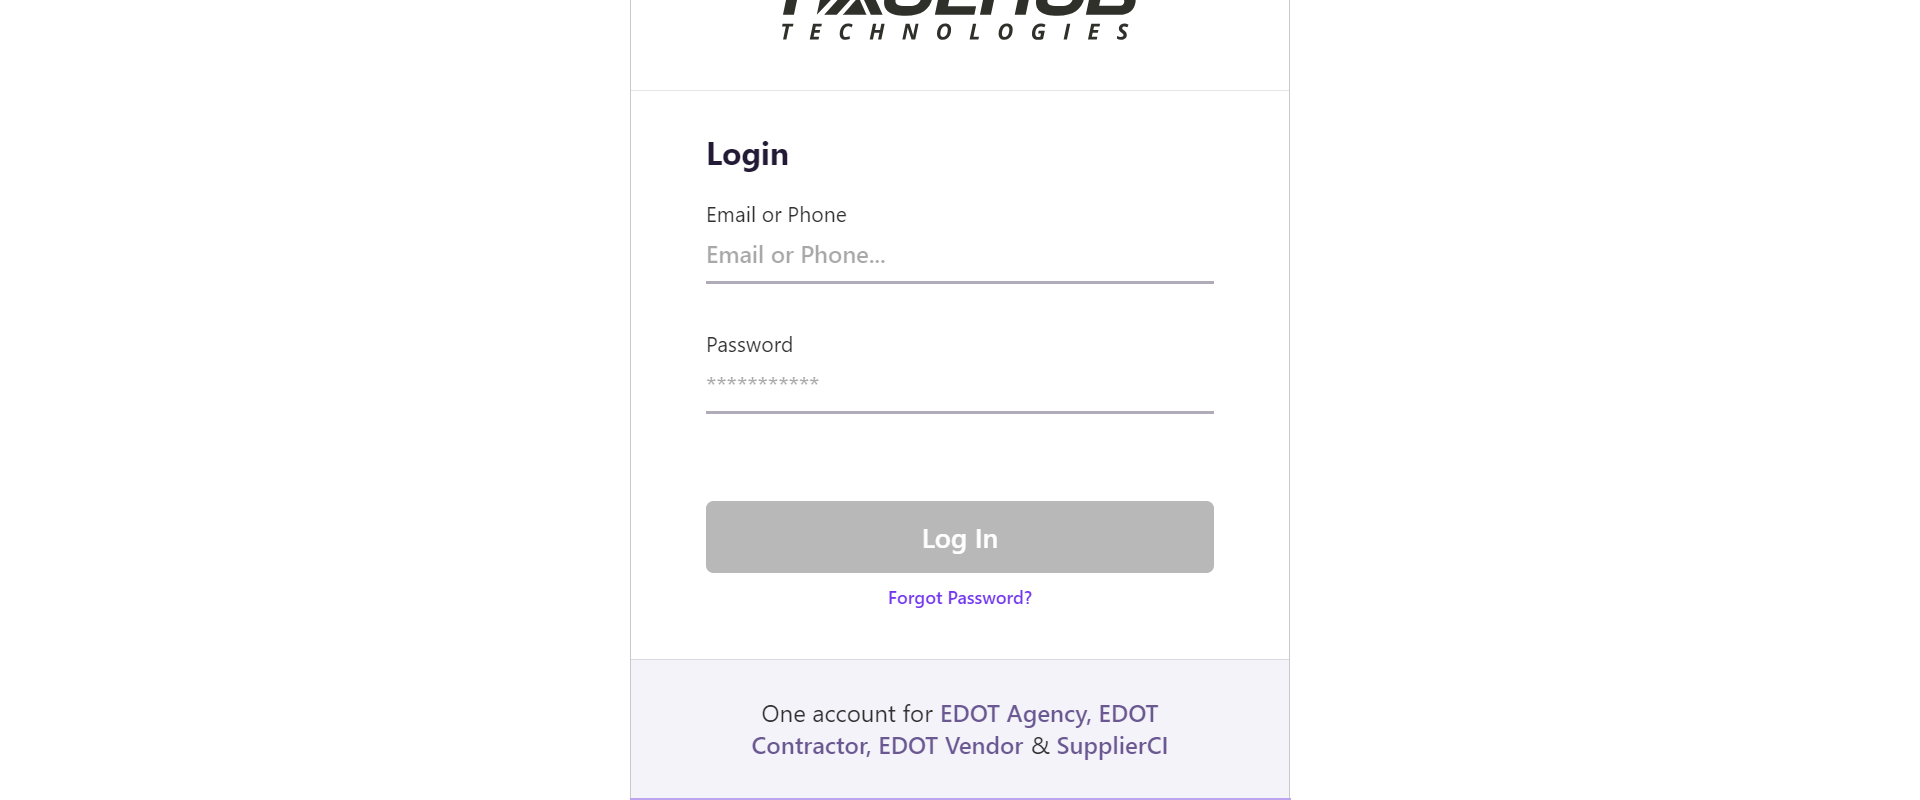 TECHNOLOGIES
Login
Email or Phone
Email or Phone...
Password
***********
Log In
Forgot Password?
One account for EDOT Agency, EDOT
Contractor, EDOT Vendor & SupplierCI